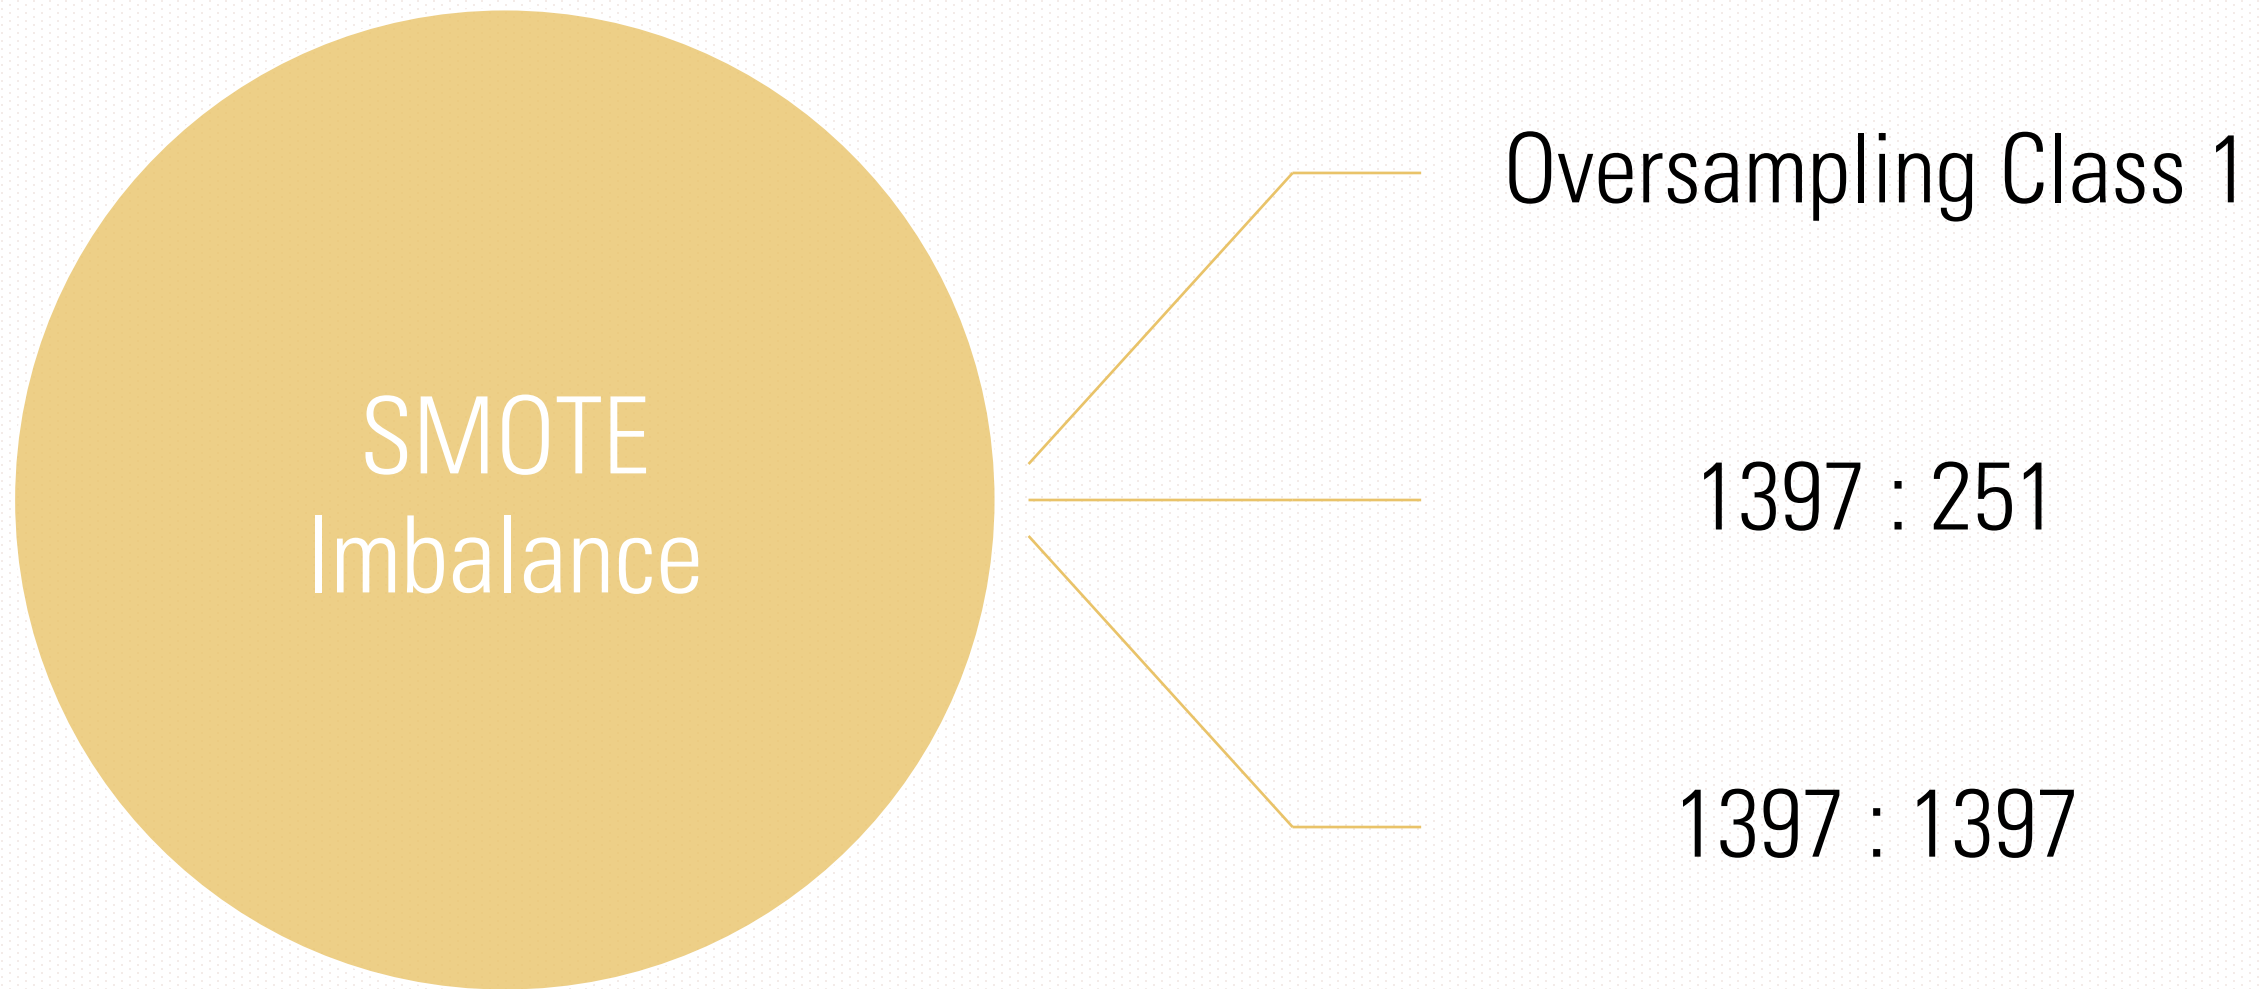 SMOTE
Imbalance
Oversampling Class 1
1397 : 251
1397 : 1397